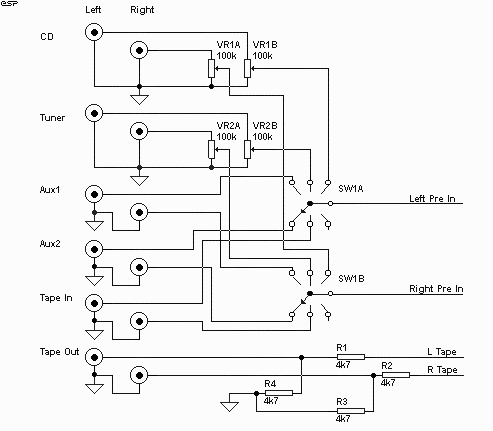 ESP
Left Right
CD
VR1A VR1B
100k 100k
Tuner
VR2A VR2B
100k 100k
Aux1
SW1A
Left Pre In
Aux2
SW1B
Tape In
Right Pre In
Tape Out
R1
L Tape
4k7
R2
R Tape
4k7
R4
4k7
R3
4k7